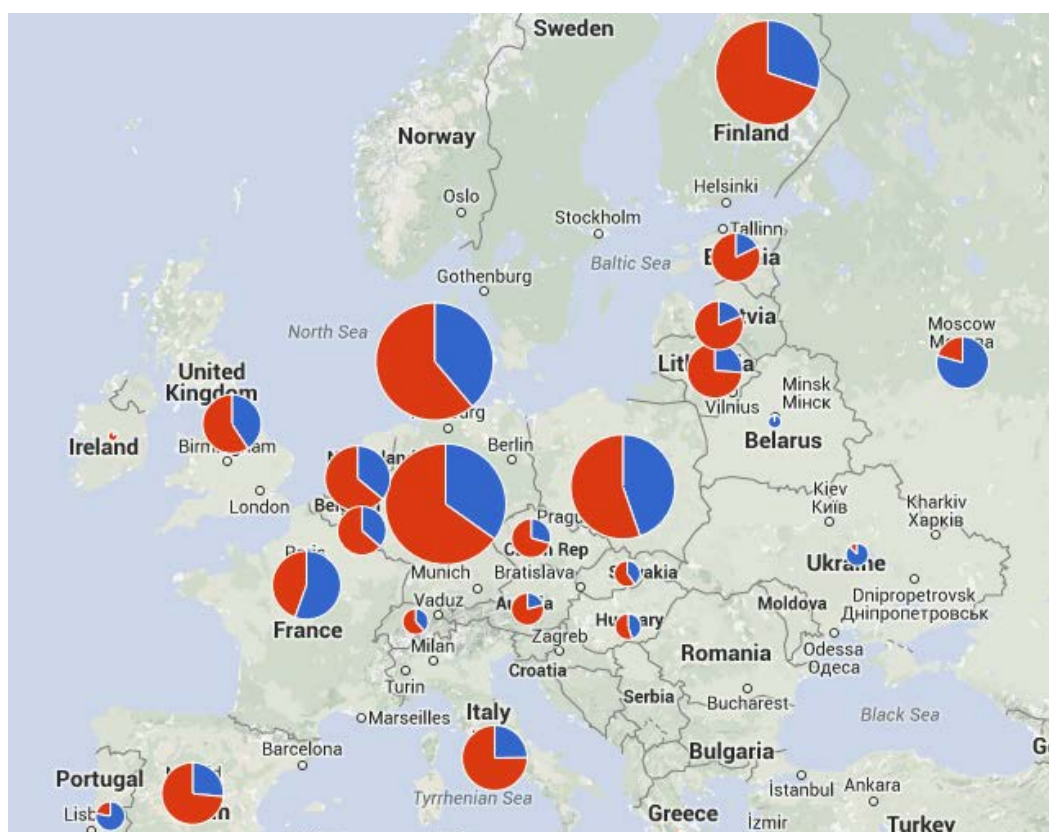 Sweden
Finland
Norway
Helsinki
Oslo
Stockholm
Tallinn
Baltic Sea
Gothenburg
North Sea
Moscow
United
Kingdom
Minsk
Мінск
Vilnius
Belarus
Ireland
Berlin
London
Kiev
Київ
Kharkiv
Харків
Munich
Bratislava
Ukraine
Dnipropetrovsk
Дніпропетровськ
Vaduz
Moldova
France
Zagreb
Odessa
Одеса
Milan
Croatia
Romania
Turin
Serbia
Bucharest
Marseilles
Italy
Black Sea
Barcelona
Bulgaria
Portugal
İstanbul
Ankara
Tyrrhenian Sea
Greece
İzmir
Turkey